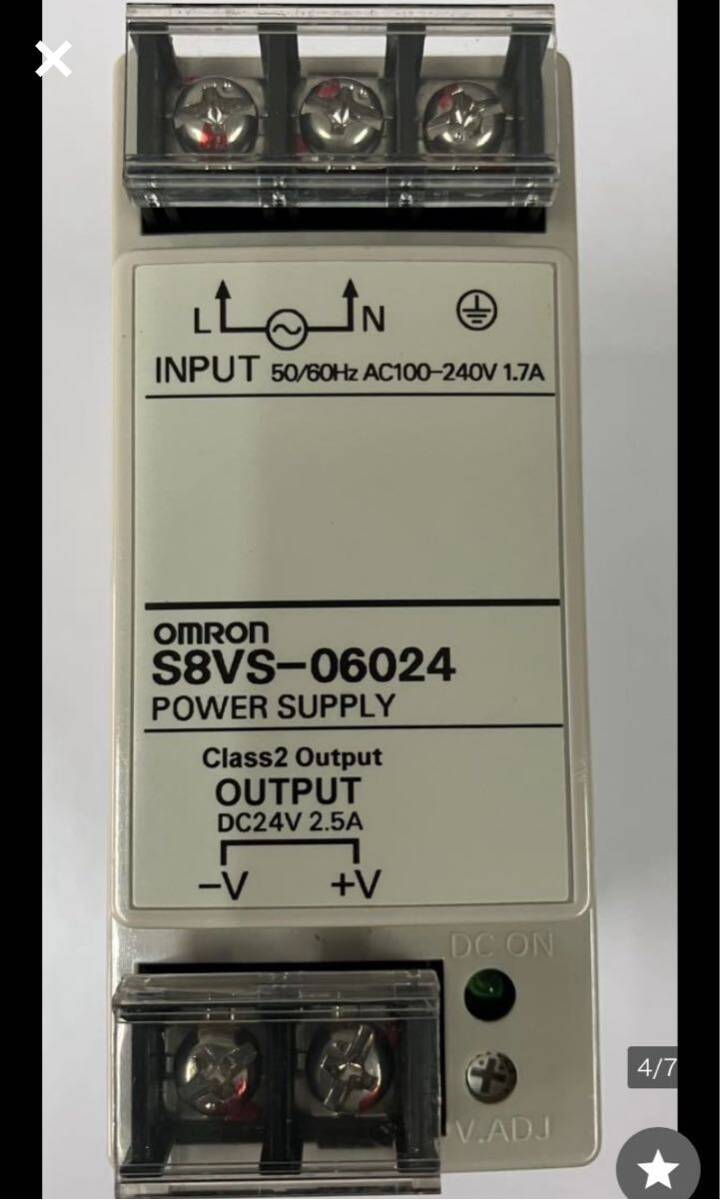 L N
INPUT 50/60Hz AC100-240V 1.7A
OMRON
S8VS-06024
POWER SUPPLY
Class2 Output
OUTPUT
DC24V 2.5A
-V +V
DC ON
4/7
V.ADJ